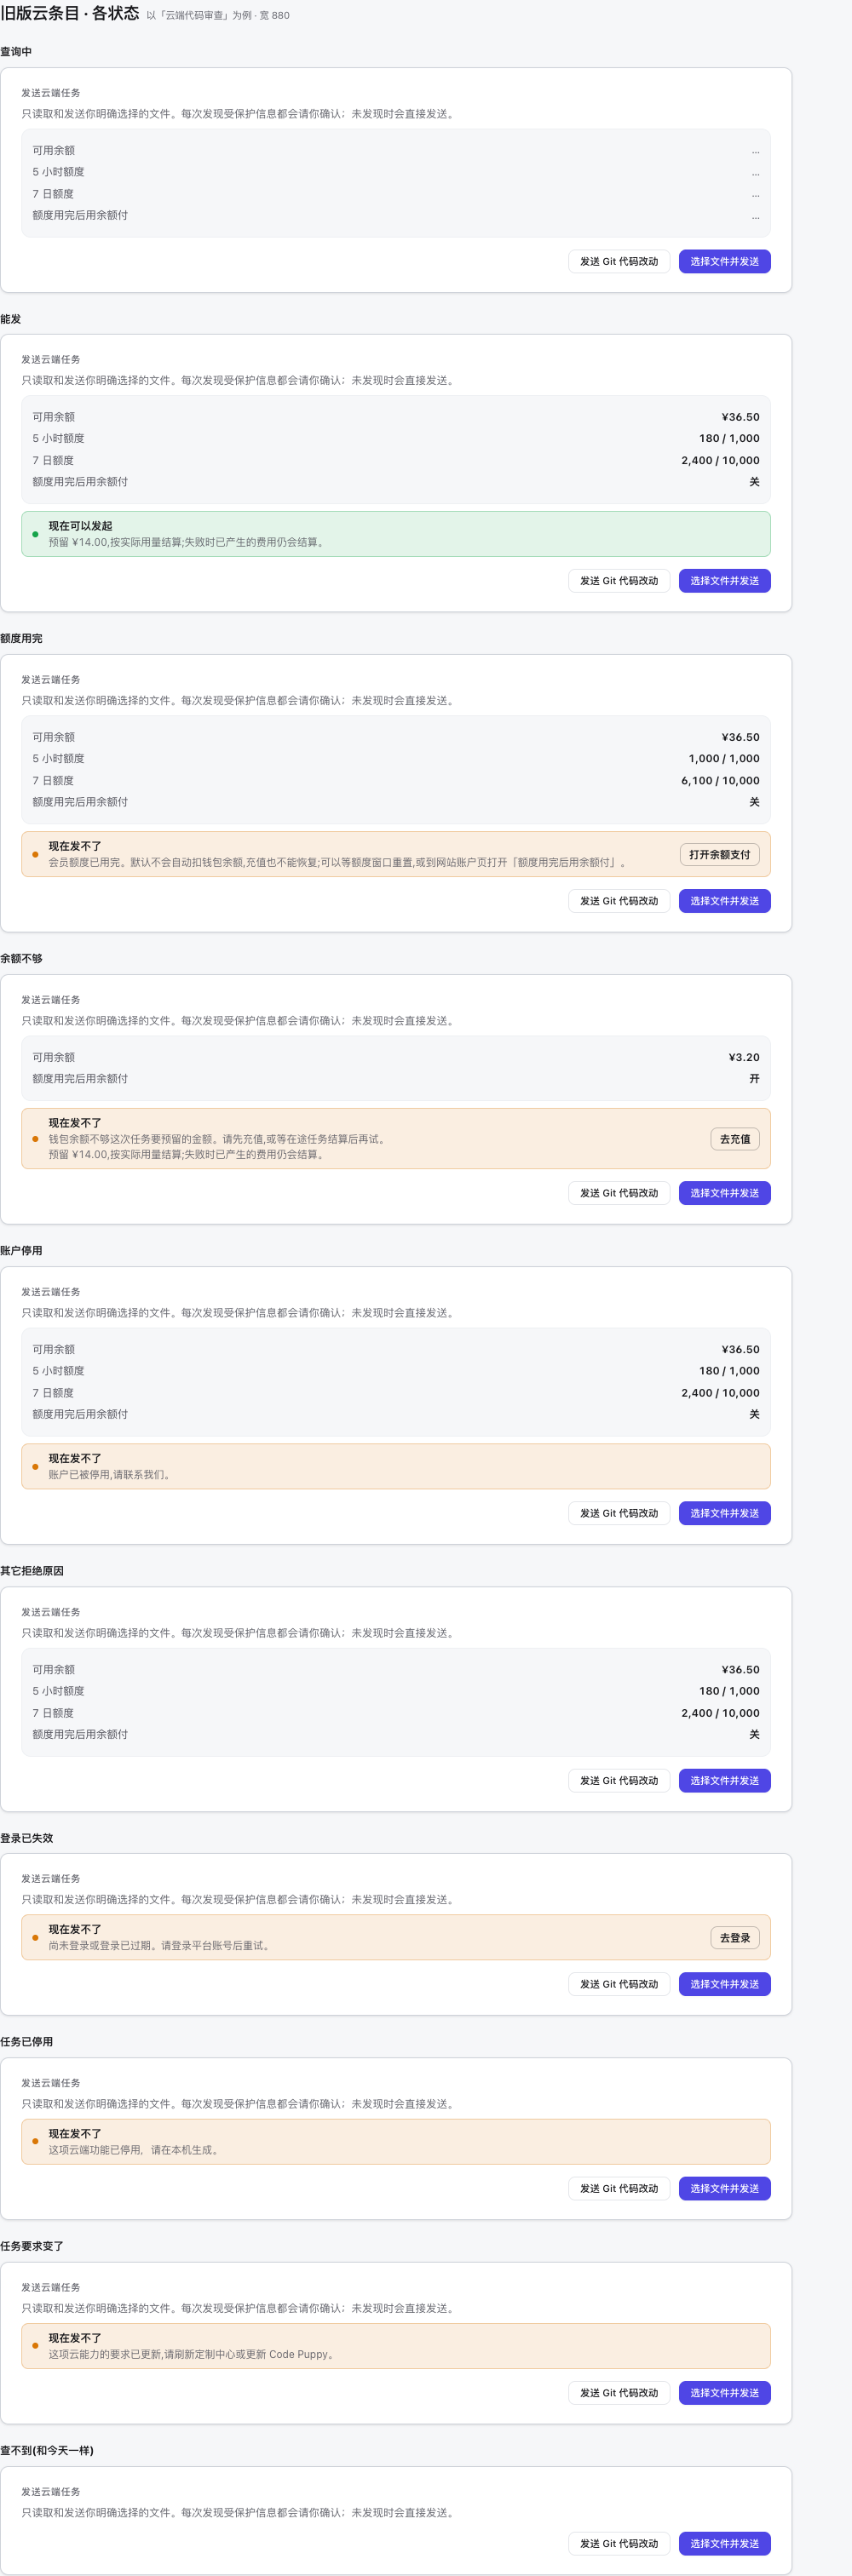 旧版云条目 · 各状态 以「云端代码审查」为例 · 宽 880
查询中
发送云端任务
只读取和发送你明确选择的文件。每次发现受保护信息都会请你确认；未发现时会直接发送。
可用余额 ...
5 小时额度 ...
7 日额度 ...
额度用完后用余额付 ...
发送 Git 代码改动 选择文件并发送
能发
发送云端任务
只读取和发送你明确选择的文件。每次发现受保护信息都会请你确认；未发现时会直接发送。
可用余额 ¥36.50
5 小时额度 180 / 1,000
7 日额度 2,400 / 10,000
额度用完后用余额付 关
现在可以发起
预留 ¥14.00,按实际用量结算;失败时已产生的费用仍会结算。
发送 Git 代码改动 选择文件并发送
额度用完
发送云端任务
只读取和发送你明确选择的文件。每次发现受保护信息都会请你确认；未发现时会直接发送。
可用余额 ¥36.50
5 小时额度 1,000 / 1,000
7 日额度 6,100 / 10,000
额度用完后用余额付 关
现在发不了
会员额度已用完。默认不会自动扣钱包余额,充值也不能恢复;可以等额度窗口重置,或到网站账户页打开「额度用完后用余额付」。 打开余额支付
发送 Git 代码改动 选择文件并发送
余额不够
发送云端任务
只读取和发送你明确选择的文件。每次发现受保护信息都会请你确认；未发现时会直接发送。
可用余额 ¥3.20
额度用完后用余额付 开
现在发不了
钱包余额不够这次任务要预留的金额。请先充值,或等在途任务结算后再试。 去充值
预留 ¥14.00,按实际用量结算;失败时已产生的费用仍会结算。
发送 Git 代码改动 选择文件并发送
账户停用
发送云端任务
只读取和发送你明确选择的文件。每次发现受保护信息都会请你确认；未发现时会直接发送。
可用余额 ¥36.50
5 小时额度 180 / 1,000
7 日额度 2,400 / 10,000
额度用完后用余额付 关
现在发不了
账户已被停用,请联系我们。
发送 Git 代码改动 选择文件并发送
其它拒绝原因
发送云端任务
只读取和发送你明确选择的文件。每次发现受保护信息都会请你确认；未发现时会直接发送。
可用余额 ¥36.50
5 小时额度 180 / 1,000
7 日额度 2,400 / 10,000
额度用完后用余额付 关
发送 Git 代码改动 选择文件并发送
登录已失效
发送云端任务
只读取和发送你明确选择的文件。每次发现受保护信息都会请你确认；未发现时会直接发送。
现在发不了
尚未登录或登录已过期。请登录平台账号后重试。 去登录
发送 Git 代码改动 选择文件并发送
任务已停用
发送云端任务
只读取和发送你明确选择的文件。每次发现受保护信息都会请你确认；未发现时会直接发送。
现在发不了
这项云端功能已停用，请在本机生成。
发送 Git 代码改动 选择文件并发送
任务要求变了
发送云端任务
只读取和发送你明确选择的文件。每次发现受保护信息都会请你确认；未发现时会直接发送。
现在发不了
这项云能力的要求已更新,请刷新定制中心或更新 Code Puppy。
发送 Git 代码改动 选择文件并发送
查不到(和今天一样)
发送云端任务
只读取和发送你明确选择的文件。每次发现受保护信息都会请你确认；未发现时会直接发送。
发送 Git 代码改动 选择文件并发送